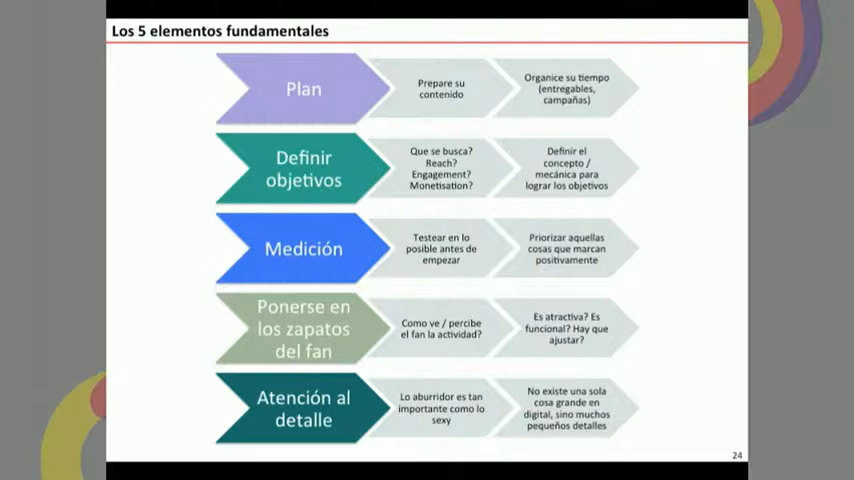 Los 5 elementos fundamentales
Plan
Prepare su
contenido
Organice su tiempo
(entregables,
campañas)
Definir
objetivos
Que se busca?
Reach?
Engagement?
Monetisation?
Definir el
concepto /
mecánica para
lograr los objetivos
Medición
Testear en lo
posible antes de
empezar
Priorizar aquellas
cosas que marcan
positivamente
Ponerse en
los zapatos
del fan
Como ve / percibe
el fan la actividad?
Es atractiva? Es
funcional? Hay que
ajustar?
Atención al
detalle
Lo aburridor es tan
importante como lo
sexy
No existe una sola
cosa grande en
digital, sino muchos
pequeños detalles
24